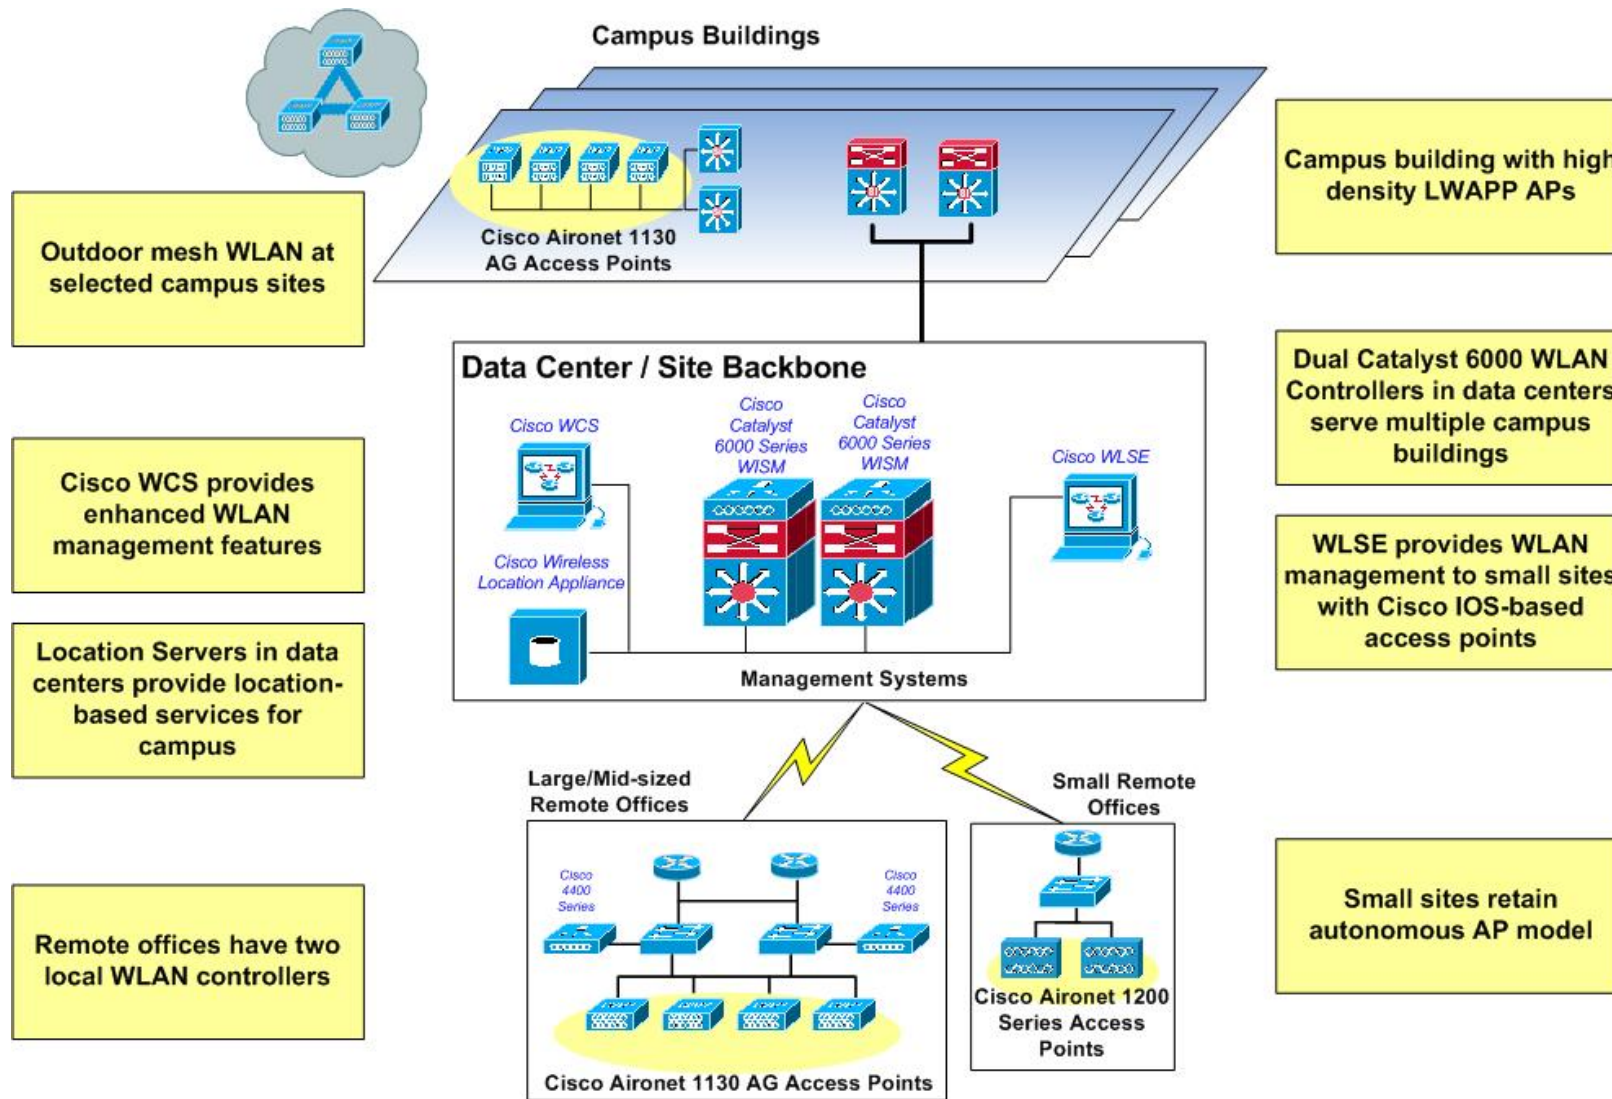 Campus Buildings
Cisco Aironet 1130
AG Access Points
Outdoor mesh WLAN at
selected campus sites
Cisco WCS provides
enhanced WLAN
management features
Location Servers in data
centers provide location-
based services for
campus
Remote offices have two
local WLAN controllers
Data Center / Site Backbone
Cisco WCS
Cisco
Catalyst
6000 Series
WISM
Cisco
Catalyst
6000 Series
WISM
Cisco WLSE
Cisco Wireless
Location Appliance
Management Systems
Large/Mid-sized
Remote Offices
Cisco
4400
Series
Cisco
4400
Series
Cisco Aironet 1130 AG Access Points
Small Remote
Offices
Cisco Aironet 1200
Series Access
Points
Campus building with high
density LWAPP APs
Dual Catalyst 6000 WLAN
Controllers in data centers
serve multiple campus
buildings
WLSE provides WLAN
management to small sites
with Cisco IOS-based
access points
Small sites retain
autonomous AP model